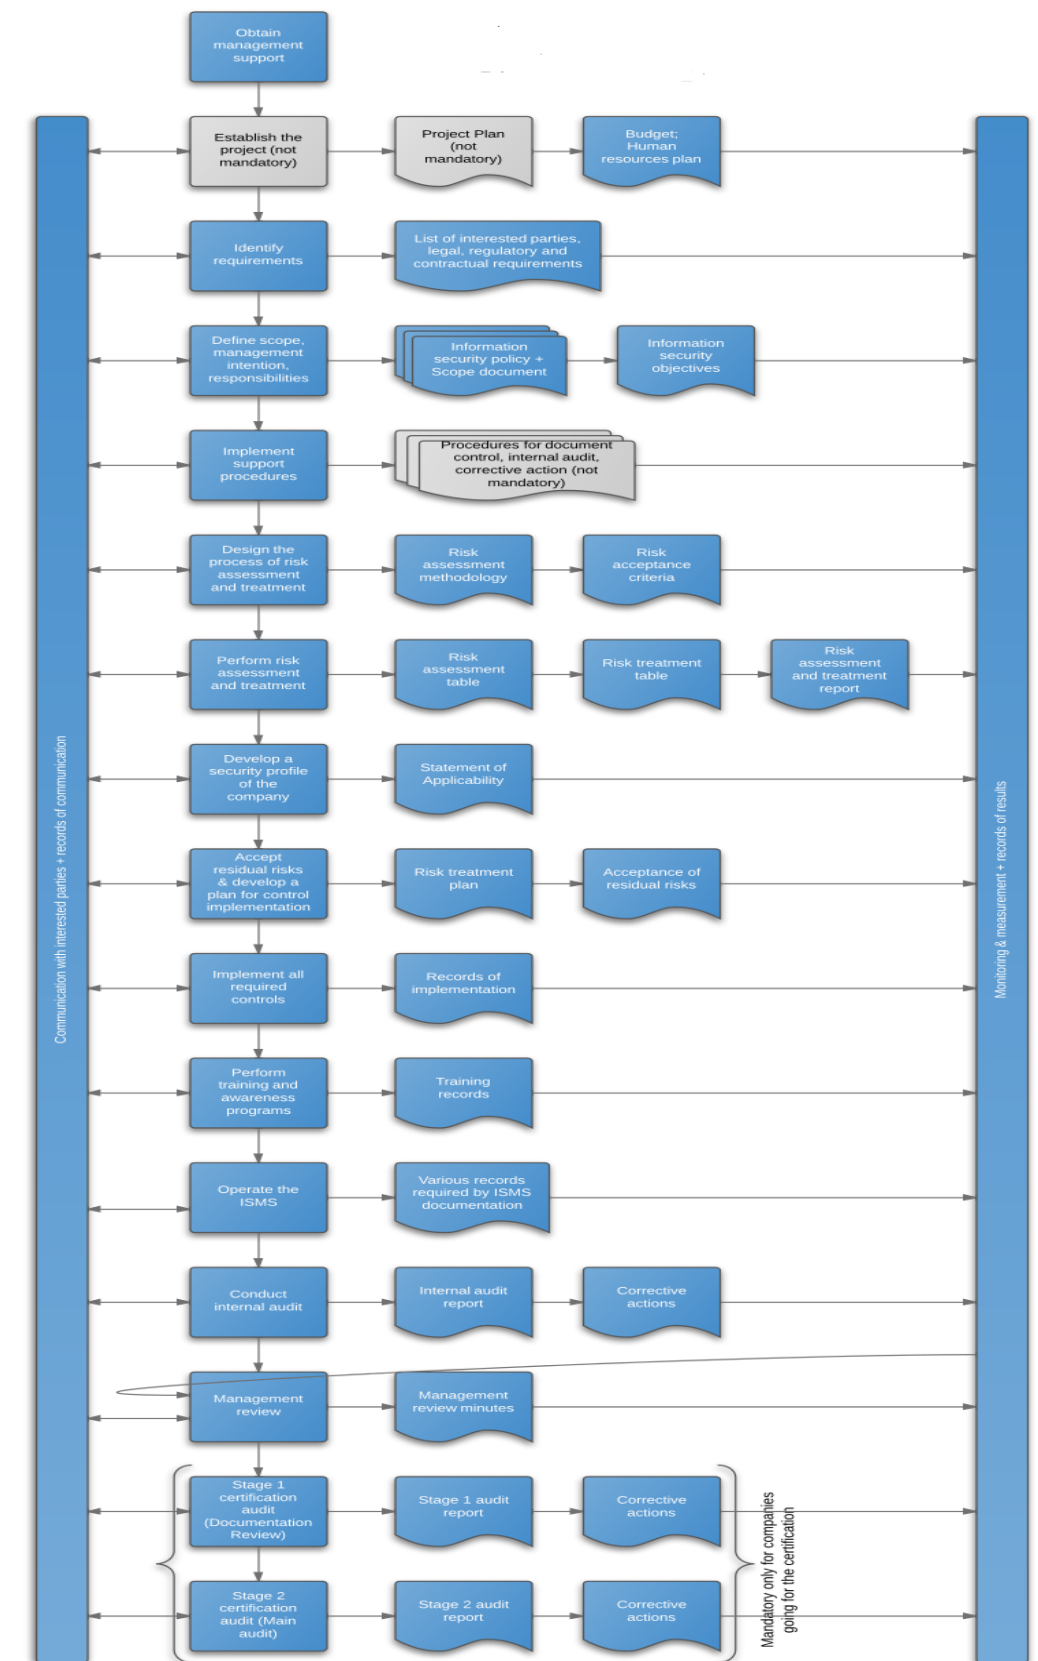 Obtain
management
support
Establish the
project (not
mandatory)
Project Plan
(not
mandatory)
Budget;
Human
resources plan
Identify
requirements
List of interested parties,
legal, regulatory and
contractual requirements
Define scope,
management
intention,
responsibilities
Information
security policy +
Scope document
Information
security
objectives
Implement
support
procedures
Procedures for document
control, internal audit,
corrective action (not
mandatory)
Design the
process of risk
assessment
and treatment
Risk
assessment
methodology
Risk
acceptance
criteria
Perform risk
assessment
and treatment
Risk
assessment
table
Risk treatment
table
Risk
assessment
and treatment
report
Develop a
security profile
of the
company
Statement of
Applicability
Accept
residual risks
& develop a
plan for control
implementation
Risk treatment
plan
Acceptance of
residual risks
Implement all
required
controls
Records of
implementation
Perform
training and
awareness
programs
Training
records
Operate the
ISMS
Various records
required by ISMS
documentation
Conduct
internal audit
Internal audit
report
Corrective
actions
Management
review
Management
review minutes
Stage 1
certification
audit
(Documentation
Review)
Stage 1 audit
report
Corrective
actions
Stage 2
certification
audit (Main
audit)
Stage 2 audit
report
Corrective
actions
Mandatory only for companies
going for the certification
Communication with interested parties + records of communication
Monitoring & measurement + records of results